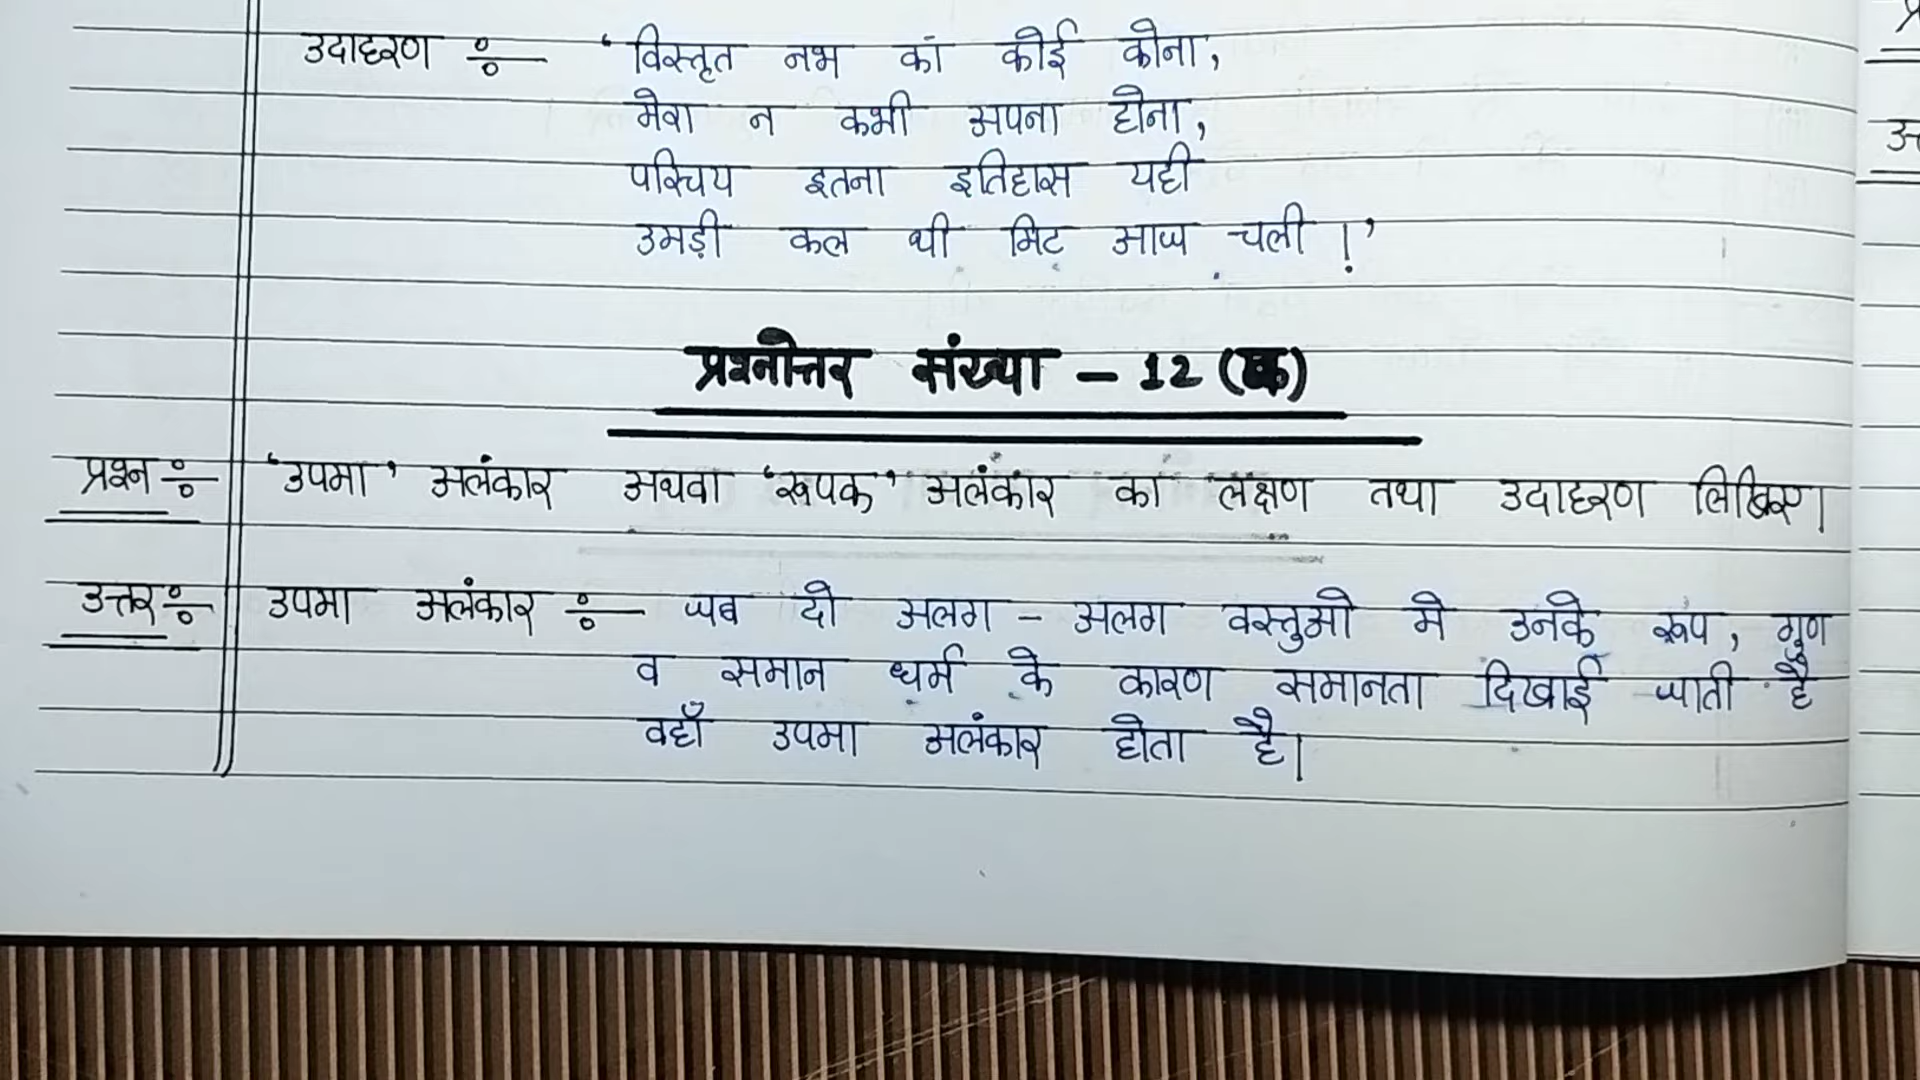 उदाहरण ÷ ‘विस्तृत नभ का कोई कोना,
मेरा न कभी अपना होना,
परिचय इतना इतिहास यही
उमड़ी कल थी मिट आज चली !’
प्रश्नोत्तर संख्या – 12 (क)
प्रश्न ÷ ‘उपमा’ अलंकार अथवा ‘रूपक’ अलंकार का लक्षण तथा उदाहरण लिखिए।
उत्तर ÷ उपमा अलंकार ÷ जब दो अलग – अलग वस्तुओ मे उनके रूप, गुण
व समान धर्म के कारण समानता दिखाई जाती है
वहाँ उपमा अलंकार होता है।